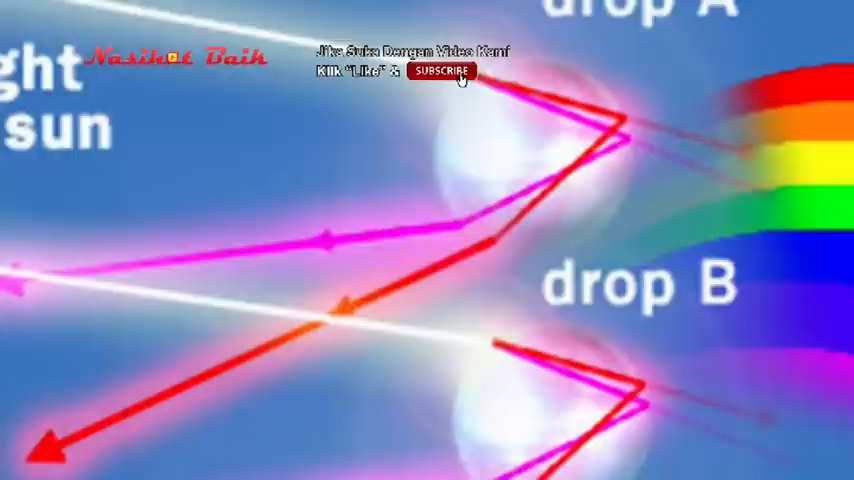 drop A
Nasihat Baik
Jika Suka Dengan Video Kami
Klik "Like" & SUBSCRIBE
ght
sun
drop B